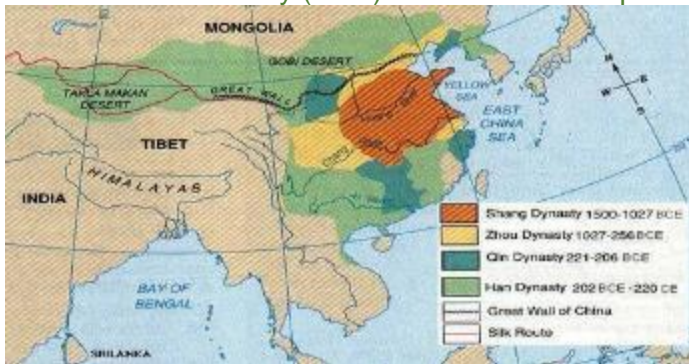 MONGOLIA
GOBI DESERT
TAKLA MAKAN
DESERT
GREAT WALL
YELLOW
SEA
EAST
CHINA
SEA
TIBET
HIMALAYAS
INDIA
BAY OF
BENGAL
SRILANKA
N
W
E
S
Shang Dynasty 1500-1027 BCE
Zhou Dynasty 1027-256 BCE
Qin Dynasty 221-206 BCE
Han Dynasty 202 BCE - 220 CE
Great Wall of China
Silk Route